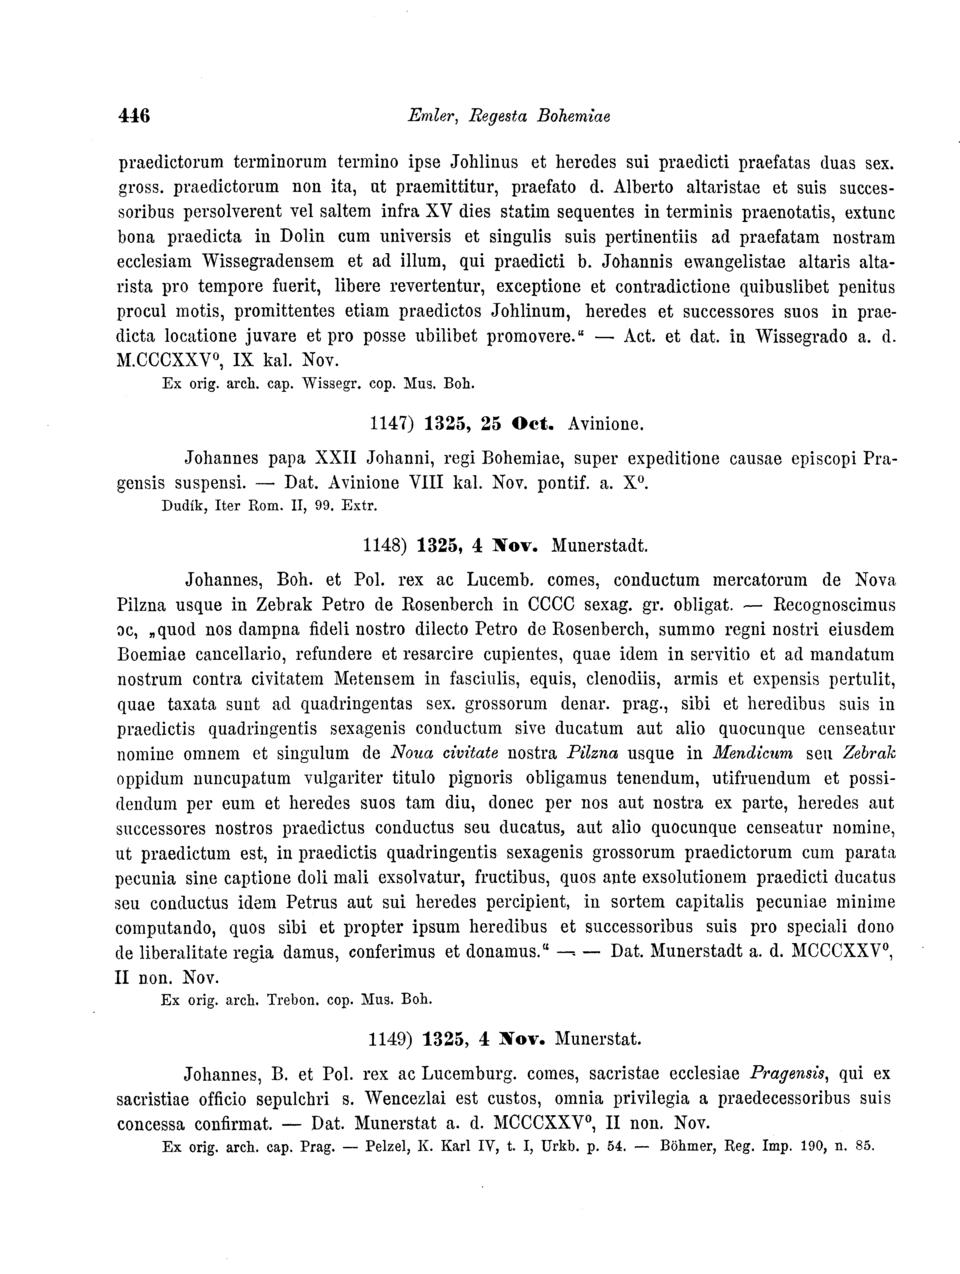 446 Emler, Regesta Bohemiae
praedictorum terminorum termino ipse Johlinus et heredes sui praedicti praefatas duas sex.
gross. praedictorum non ita, ut praemittitur, praefato d. Alberto altaristae et suis succes-
soribus persolverent vel saltem infra XV dies statim sequentes in terminis praenotatis, extunc
bona praedicta in Dolin cum universis et singulis suis pertinentiis ad praefatam nostram
ecclesiam Wissegradensem et ad illum, qui praedicti b. Johannis ewangelistae altaris alta-
rista pro tempore fuerit, libere revertentur, exceptione et contradictione quibuslibet penitus
procul motis, promittentes etiam praedictos Johlinum, heredes et successores suos in prae-
dicta locatione juvare et pro posse ubilibet promovere.“ — Act. et dat. in Wissegrado a. d.
M.CCCXXV⁰, IX kal. Nov.
Ex orig. arch. cap. Wissegr. cop. Mus. Boh.
1147) 1325, 25 Oct. Avinione.
Johannes papa XXII Johanni, regi Bohemiae, super expeditione causae episcopi Pra-
gensis suspensi. — Dat. Avinione VIII kal. Nov. pontif. a. X⁰.
Dudík, Iter Rom. II, 99. Extr.
1148) 1325, 4 Nov. Munerstadt.
Johannes, Boh. et Pol. rex ac Lucemb. comes, conductum mercatorum de Nova
Pilzna usque in Zebrak Petro de Rosenberch in CCCC sexag. gr. obligat. — Recognoscimus
ɔc, „quod nos dampna fideli nostro dilecto Petro de Rosenberch, summo regni nostri eiusdem
Boemiae cancellario, refundere et resarcire cupientes, quae idem in servitio et ad mandatum
nostrum contra civitatem Metensem in fasciulis, equis, clenodiis, armis et expensis pertulit,
quae taxata sunt ad quadringentas sex. grossorum denar. prag., sibi et heredibus suis in
praedictis quadringentis sexagenis conductum sive ducatum aut alio quocunque censeatur
nomine omnem et singulum de Noua civitate nostra Pilzna usque in Mendicum seu Zebrak
oppidum nuncupatum vulgariter titulo pignoris obligamus tenendum, utifruendum et possi-
dendum per eum et heredes suos tam diu, donec per nos aut nostra ex parte, heredes aut
successores nostros praedictus conductus seu ducatus, aut alio quocunque censeatur nomine,
ut praedictum est, in praedictis quadringentis sexagenis grossorum praedictorum cum parata
pecunia sine captione doli mali exsolvatur, fructibus, quos ante exsolutionem praedicti ducatus
seu conductus idem Petrus aut sui heredes percipient, in sortem capitalis pecuniae minime
computando, quos sibi et propter ipsum heredibus et successoribus suis pro speciali dono
de liberalitate regia damus, conferimus et donamus.“ — — Dat. Munerstadt a. d. MCCCXXV⁰,
II non. Nov.
Ex orig. arch. Trebon. cop. Mus. Boh.
1149) 1325, 4 Nov. Munerstat.
Johannes, B. et Pol. rex ac Lucemburg. comes, sacristae ecclesiae Pragensis, qui ex
sacristiae officio sepulchri s. Wencezlai est custos, omnia privilegia a praedecessoribus suis
concessa confirmat. — Dat. Munerstat a. d. MCCCXXV⁰, II non. Nov.
Ex orig. arch. cap. Prag. — Pelzel, K. Karl IV, t. I, Urkb. p. 54. — Böhmer, Reg. Imp. 190, n. 85.